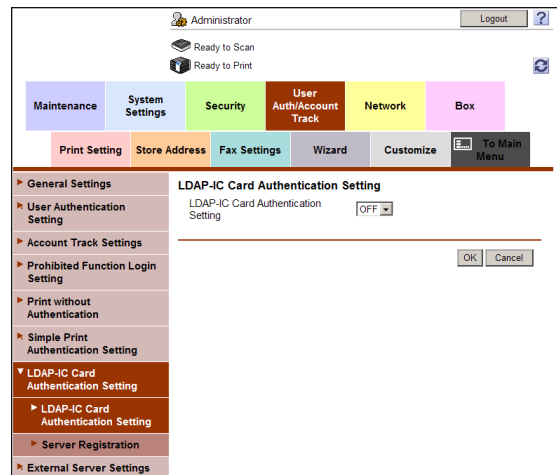 Administrator
Logout
?
Ready to Scan
Ready to Print
Maintenance
System
Settings
Security
User
Auth/Account
Track
Network
Box
Print Setting
Store Address
Fax Settings
Wizard
Customize
To Main
Menu
General Settings
User Authentication
Setting
Account Track Settings
Prohibited Function Login
Setting
Print without
Authentication
Simple Print
Authentication Setting
LDAP-IC Card
Authentication Setting
LDAP-IC Card
Authentication Setting
Server Registration
External Server Settings
LDAP-IC Card Authentication Setting
LDAP-IC Card Authentication
Setting
OFF
OK
Cancel